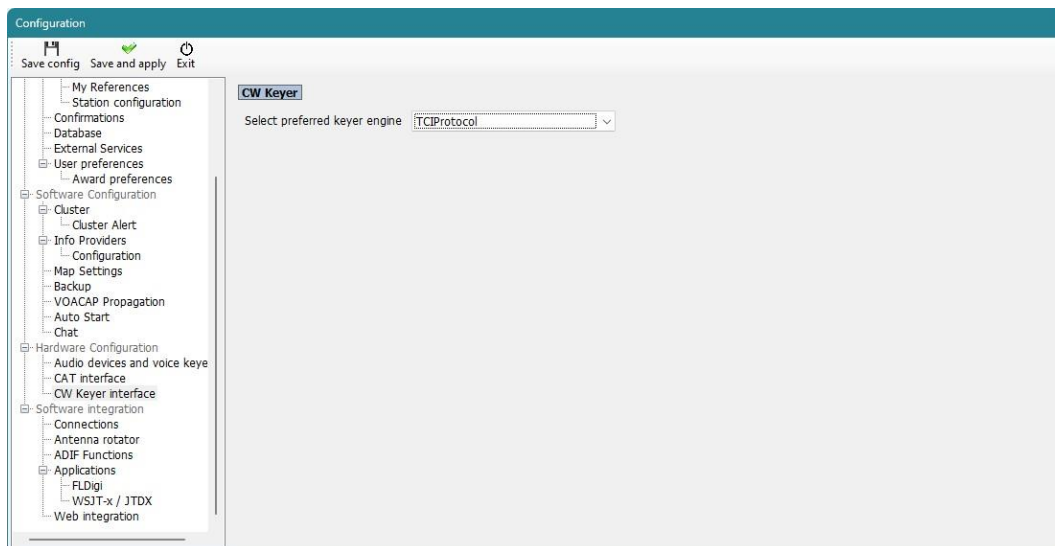 Configuration
Save config Save and apply Exit
My References
Station configuration
Confirmations
Database
External Services
User preferences
Award preferences
Software Configuration
Cluster
Cluster Alert
Info Providers
Configuration
Map Settings
Backup
VOACAP Propagation
Auto Start
Chat
Hardware Configuration
Audio devices and voice keye
CAT interface
CW Keyer interface
Software integration
Connections
Antenna rotator
ADIF Functions
Applications
FLDigi
WSJT-x / JTDX
Web integration
CW Keyer
Select preferred keyer engine TCIProtocol